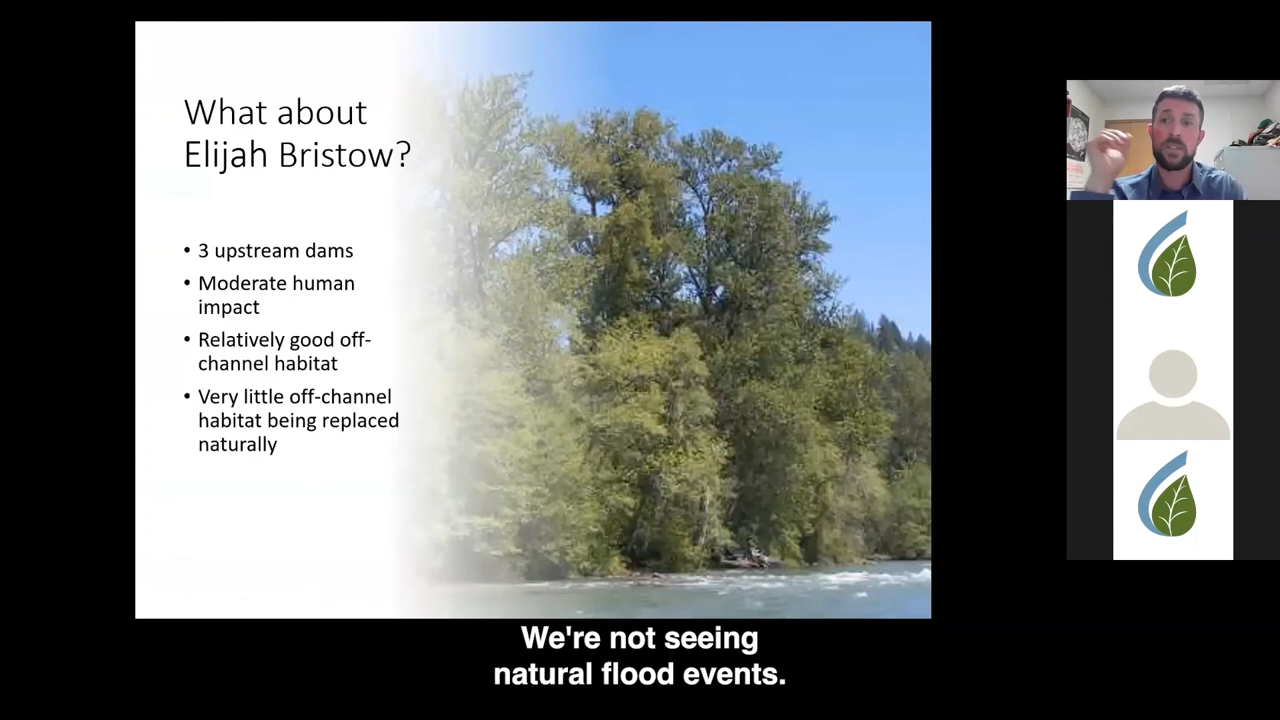 What about
Elijah Bristow?
• 3 upstream dams
• Moderate human
impact
• Relatively good off-
channel habitat
• Very little off-channel
habitat being replaced
naturally
We're not seeing
natural flood events.